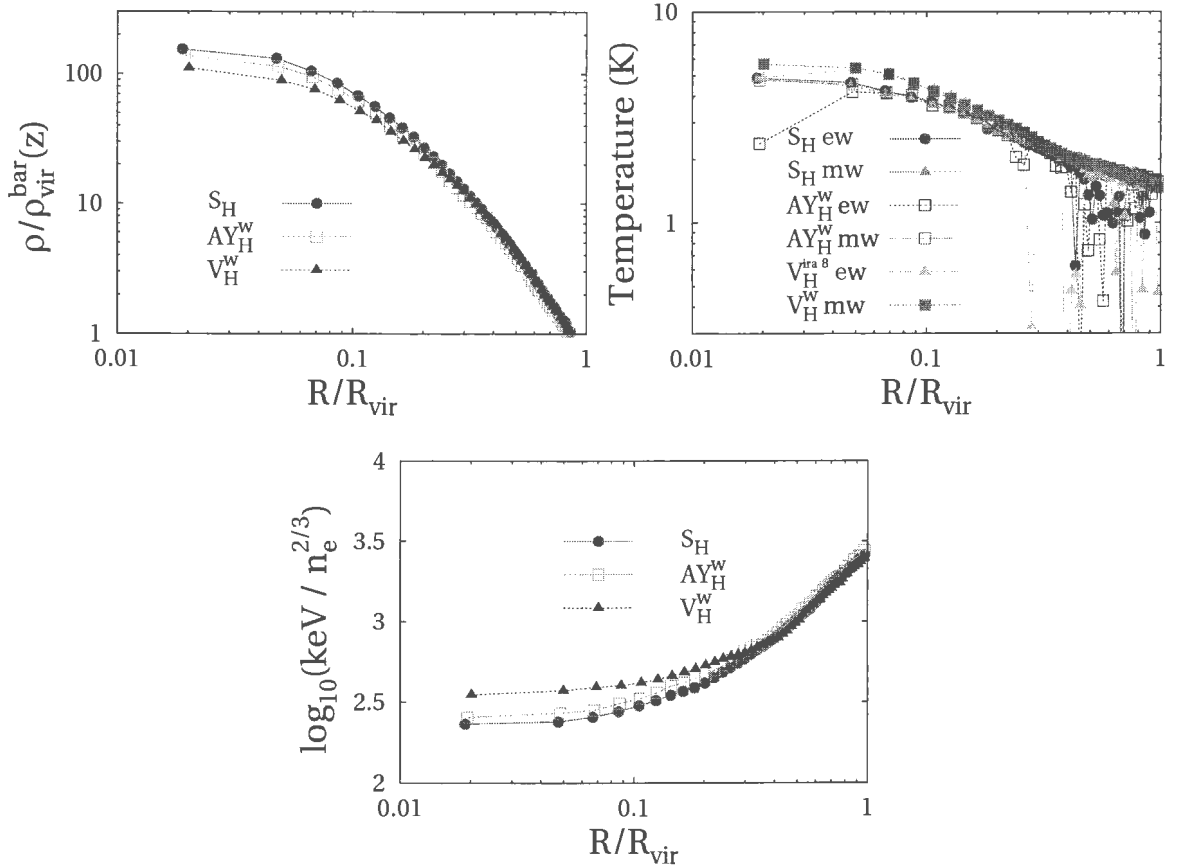 100
10
1
ρ/ρ_vir^bar(z)
S_H
AY_H^W
V_H^W
0.01
0.1
1
R/R_vir
10
1
Temperature (K)
S_H ew
S_H mw
AY_H^W ew
AY_H^W mw
V_H^ira 8 ew
V_H^W mw
0.01
0.1
1
R/R_vir
4
3.5
3
2.5
2
log_10(keV / n_e^2/3)
S_H
AY_H^W
V_H^W
0.01
0.1
1
R/R_vir